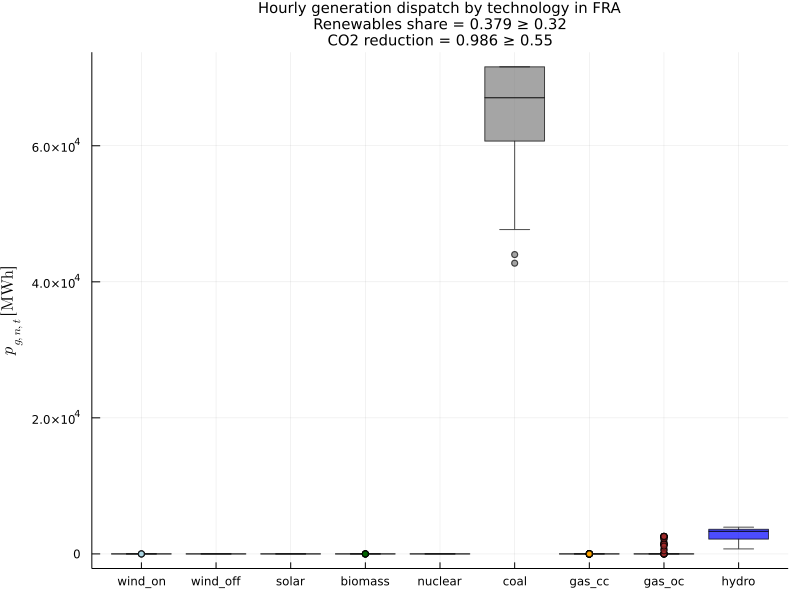 Hourly generation dispatch by technology in FRA
Renewables share = 0.379 ≥ 0.32
CO2 reduction = 0.986 ≥ 0.55
p_{g,n,t} [MWh]
6.0×10⁴
4.0×10⁴
2.0×10⁴
0
wind_on wind_off solar biomass nuclear coal gas_cc gas_oc hydro